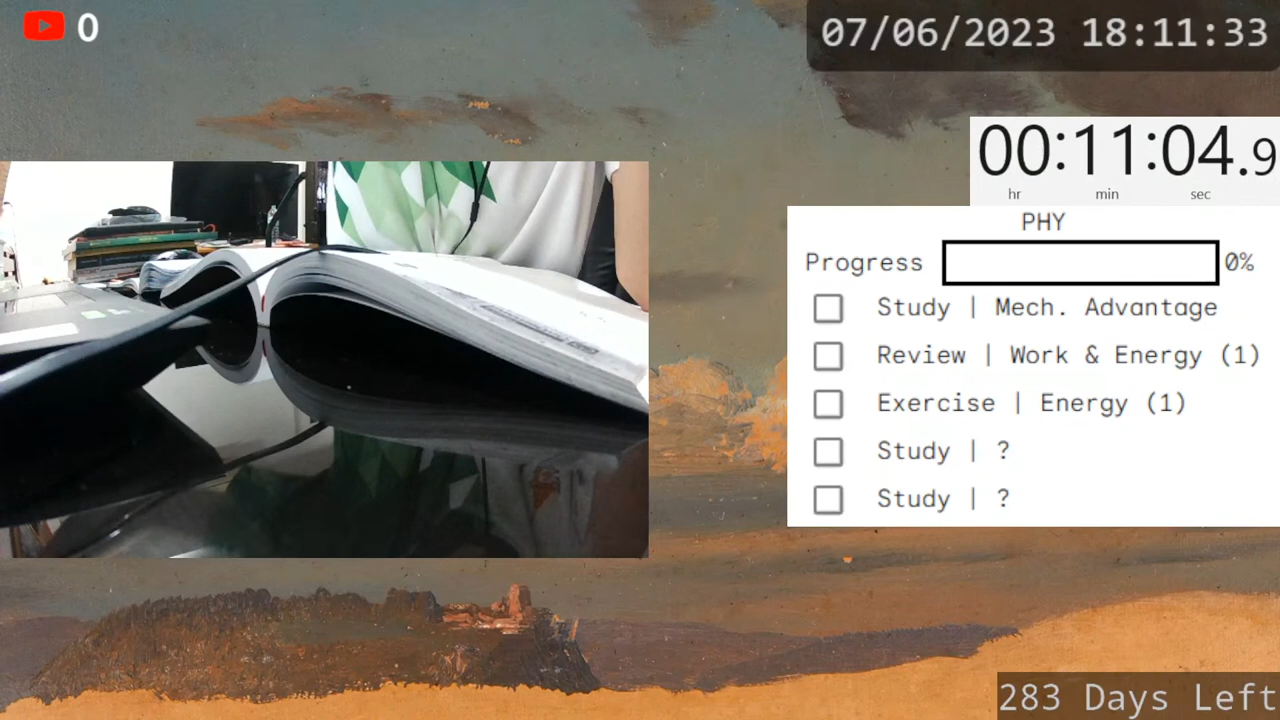 0
07/06/2023 18:11:33
00:11:04.9
hr min sec
PHY
Progress 0%
Study | Mech. Advantage
Review | Work & Energy (1)
Exercise | Energy (1)
Study | ?
Study | ?
283 Days Left